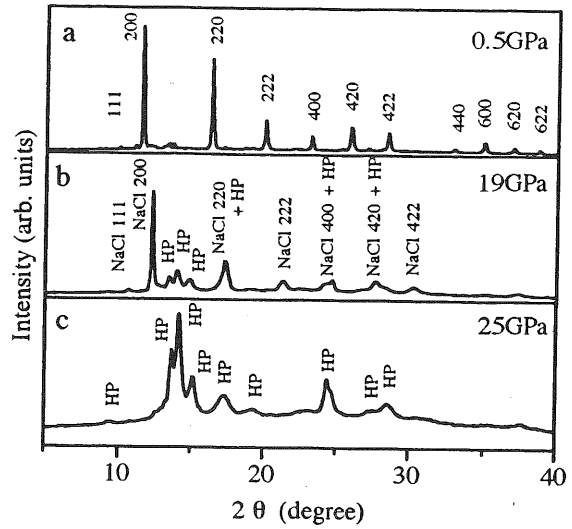 a
0.5GPa
111
200
220
222
400
420
422
440
600
620
622
b
19GPa
NaCl 111
NaCl 200
HP
HP
HP
NaCl 220
+ HP
NaCl 222
NaCl 400 + HP
NaCl 420 + HP
NaCl 422
c
25GPa
HP
HP
HP
HP
HP
HP
HP
HP
HP
Intensity (arb. units)
10
20
30
40
2 θ (degree)